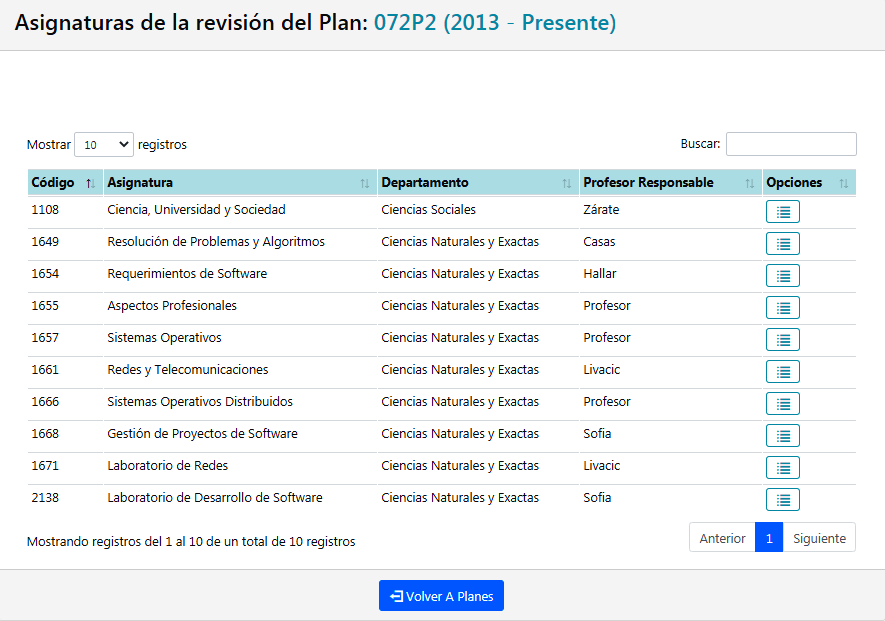 Asignaturas de la revisión del Plan: 072P2 (2013 - Presente)
Mostrar 10 registros Buscar:
Código Asignatura Departamento Profesor Responsable Opciones
1108 Ciencia, Universidad y Sociedad Ciencias Sociales Zárate
1649 Resolución de Problemas y Algoritmos Ciencias Naturales y Exactas Casas
1654 Requerimientos de Software Ciencias Naturales y Exactas Hallar
1655 Aspectos Profesionales Ciencias Naturales y Exactas Profesor
1657 Sistemas Operativos Ciencias Naturales y Exactas Profesor
1661 Redes y Telecomunicaciones Ciencias Naturales y Exactas Livacic
1666 Sistemas Operativos Distribuidos Ciencias Naturales y Exactas Profesor
1668 Gestión de Proyectos de Software Ciencias Naturales y Exactas Sofia
1671 Laboratorio de Redes Ciencias Naturales y Exactas Livacic
2138 Laboratorio de Desarrollo de Software Ciencias Naturales y Exactas Sofia
Mostrando registros del 1 al 10 de un total de 10 registros Anterior 1 Siguiente
Volver A Planes